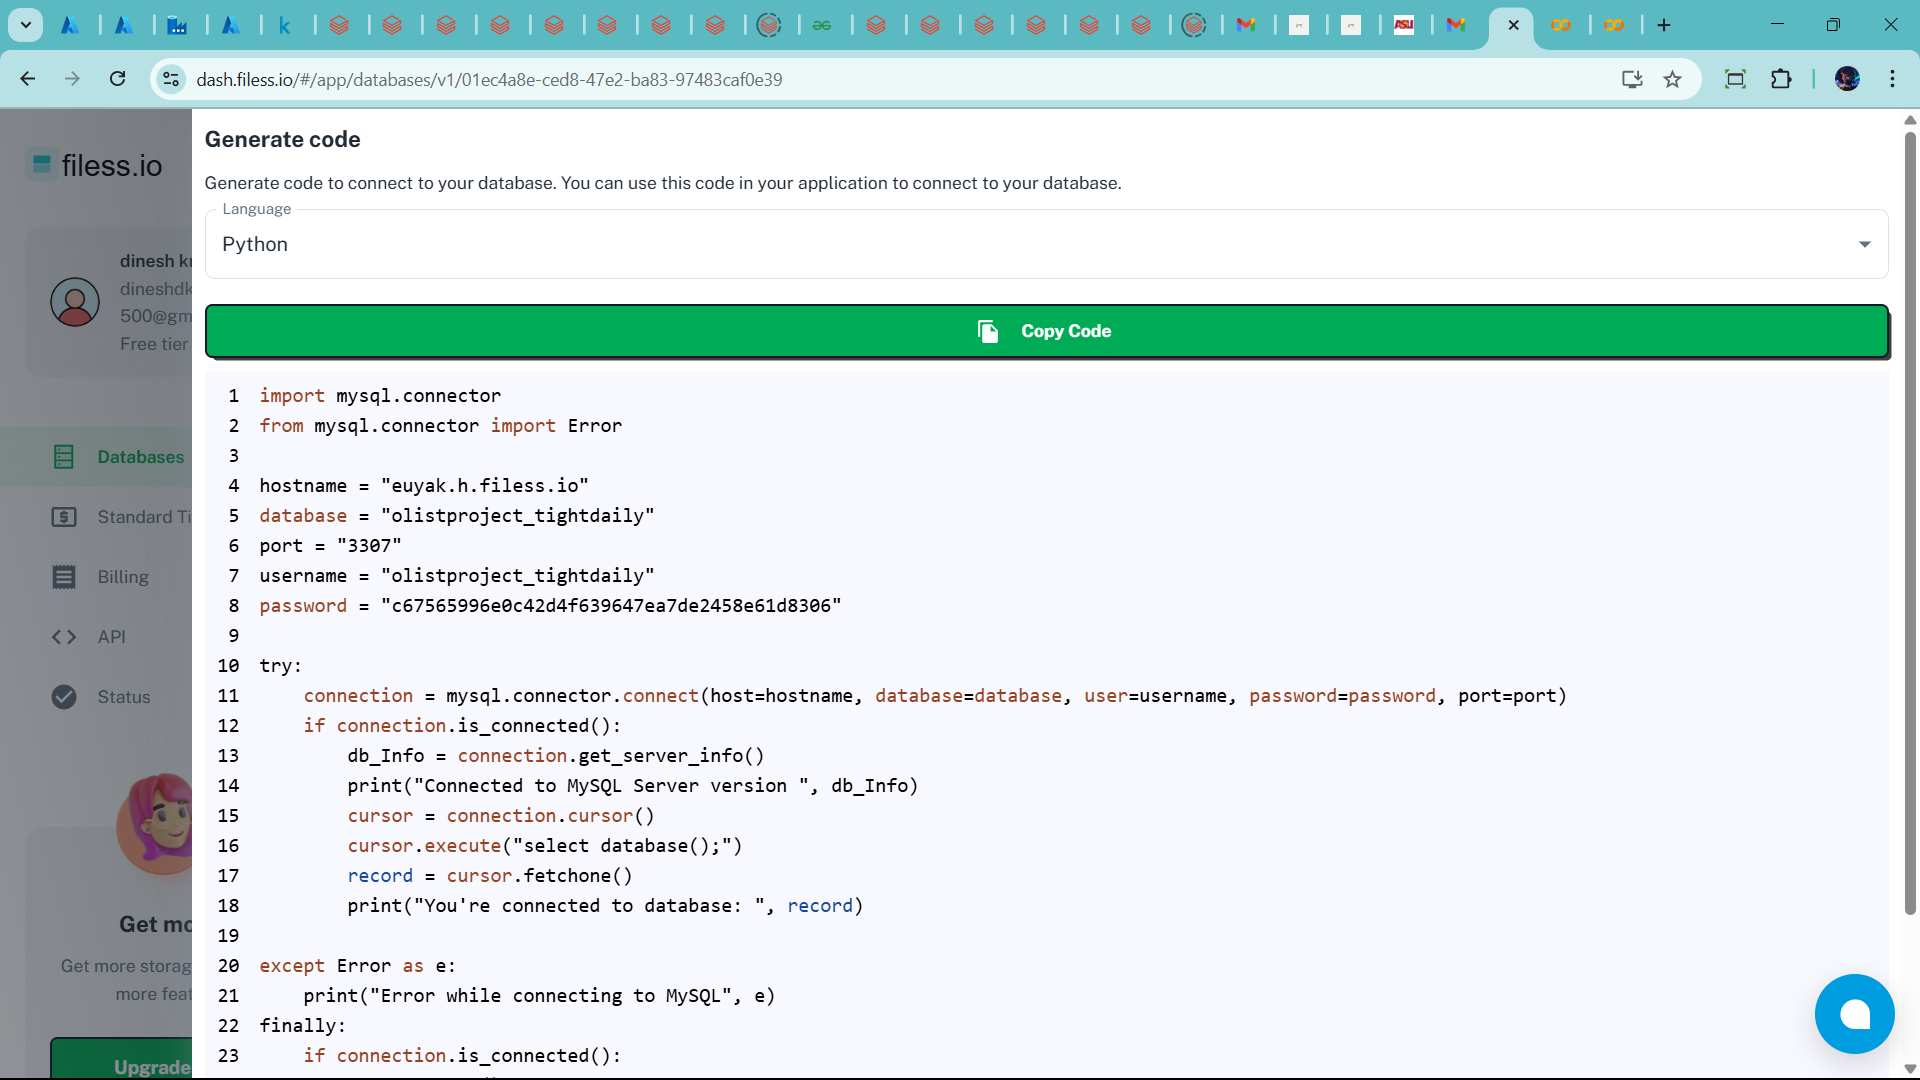 dash.filess.io/#/app/databases/v1/01ec4a8e-ced8-47e2-ba83-97483caf0e39
filess.io
dinesh k
dineshdk
500@gm
Free tier
Databases
Standard Ti
Billing
API
Status
Get mo
Get more storag
more feat
Upgrade
Generate code
Generate code to connect to your database. You can use this code in your application to connect to your database.
Language
Python
Copy Code
1 import mysql.connector
2 from mysql.connector import Error
3
4 hostname = "euyak.h.filess.io"
5 database = "olistproject_tightdaily"
6 port = "3307"
7 username = "olistproject_tightdaily"
8 password = "c67565996e0c42d4f639647ea7de2458e61d8306"
9
10 try:
11     connection = mysql.connector.connect(host=hostname, database=database, user=username, password=password, port=port)
12     if connection.is_connected():
13         db_Info = connection.get_server_info()
14         print("Connected to MySQL Server version ", db_Info)
15         cursor = connection.cursor()
16         cursor.execute("select database();")
17         record = cursor.fetchone()
18         print("You're connected to database: ", record)
19
20 except Error as e:
21     print("Error while connecting to MySQL", e)
22 finally:
23     if connection.is_connected():